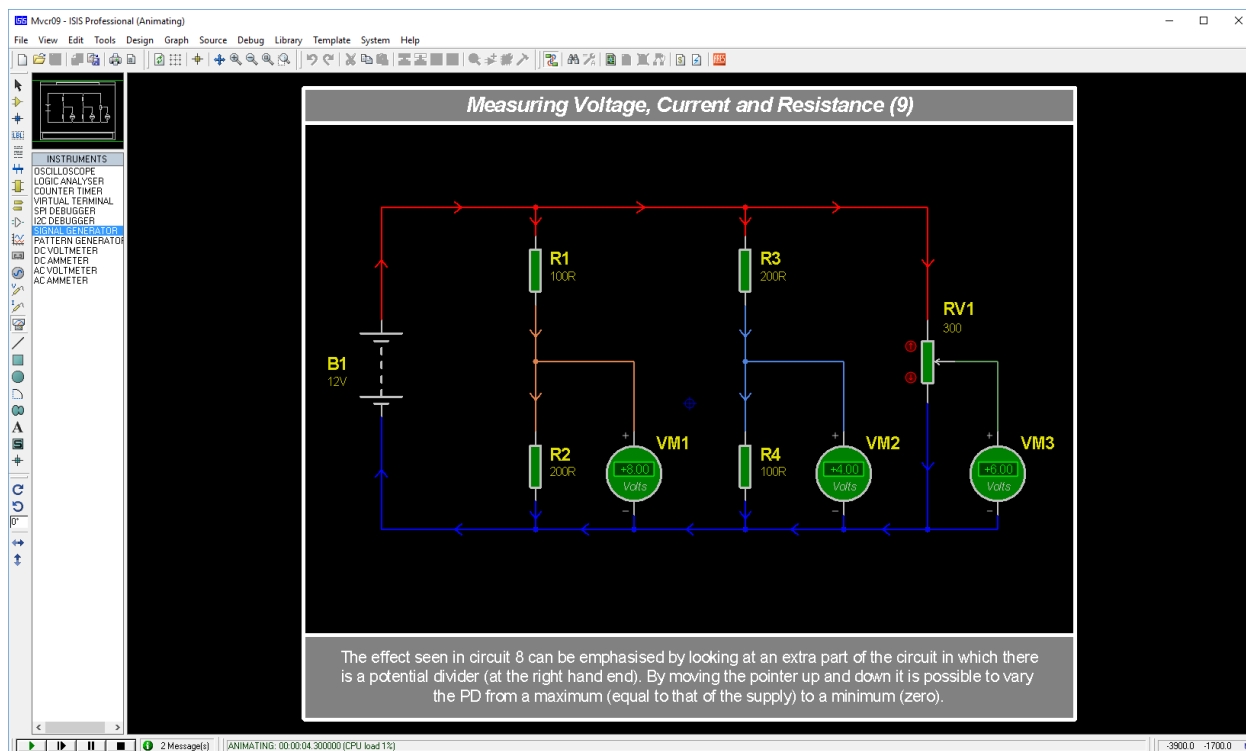 Mvcr09 - ISIS Professional (Animating)
File View Edit Tools Design Graph Source Debug Library Template System Help
INSTRUMENTS
OSCILLOSCOPE
LOGIC ANALYSER
COUNTER TIMER
VIRTUAL TERMINAL
SPI DEBUGGER
I2C DEBUGGER
SIGNAL GENERATOR
PATTERN GENERATOR
DC VOLTMETER
DC AMMETER
AC VOLTMETER
AC AMMETER
0°
Measuring Voltage, Current and Resistance (9)
R1
100R
R3
200R
RV1
300
B1
12V
R2
200R
VM1
+8.00
Volts
R4
100R
VM2
+4.00
Volts
VM3
+6.00
Volts
The effect seen in circuit 8 can be emphasised by looking at an extra part of the circuit in which there
is a potential divider (at the right hand end). By moving the pointer up and down it is possible to vary
the PD from a maximum (equal to that of the supply) to a minimum (zero).
2 Message(s) ANIMATING: 00:00:04.300000 (CPU load 1%) -3900.0 -1700.0